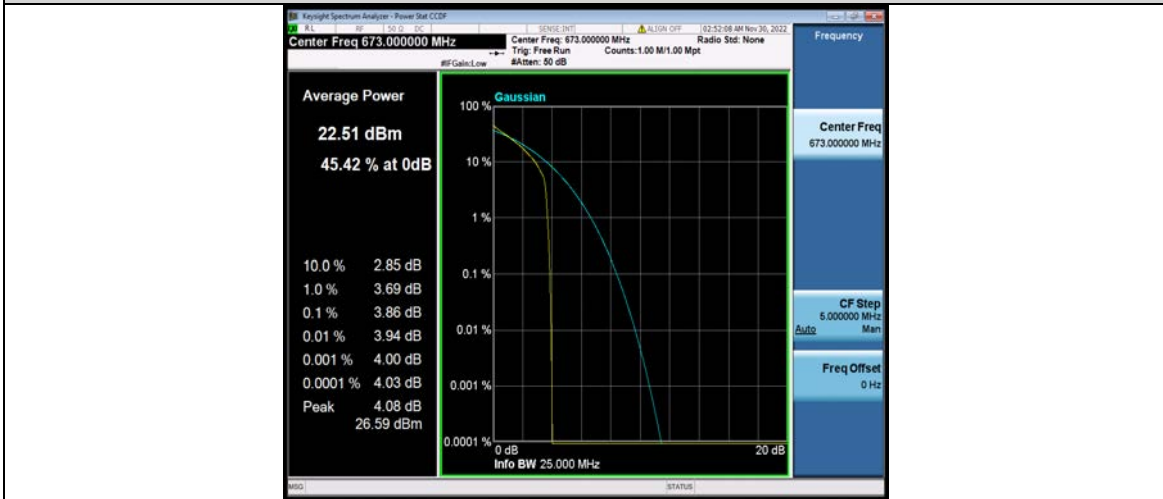 Keysight Spectrum Analyzer - Power Stat CCDF
RL RF 50 Ω DC SENSE:INT ALIGN OFF 02:52:08 AM Nov 30, 2022
Center Freq 673.000000 MHz
Center Freq: 673.000000 MHz Radio Std: None
Trig: Free Run Counts:1.00 M/1.00 Mpt
#IFGain:Low #Atten: 50 dB
Frequency
Average Power
22.51 dBm
45.42 % at 0dB
10.0 % 2.85 dB
1.0 % 3.69 dB
0.1 % 3.86 dB
0.01 % 3.94 dB
0.001 % 4.00 dB
0.0001 % 4.03 dB
Peak 4.08 dB
26.59 dBm
Gaussian
100 %
10 %
1 %
0.1 %
0.01 %
0.001 %
0.0001 %
0 dB 20 dB
Info BW 25.000 MHz
Center Freq
673.000000 MHz
CF Step
5.000000 MHz
Auto Man
Freq Offset
0 Hz
MSG STATUS